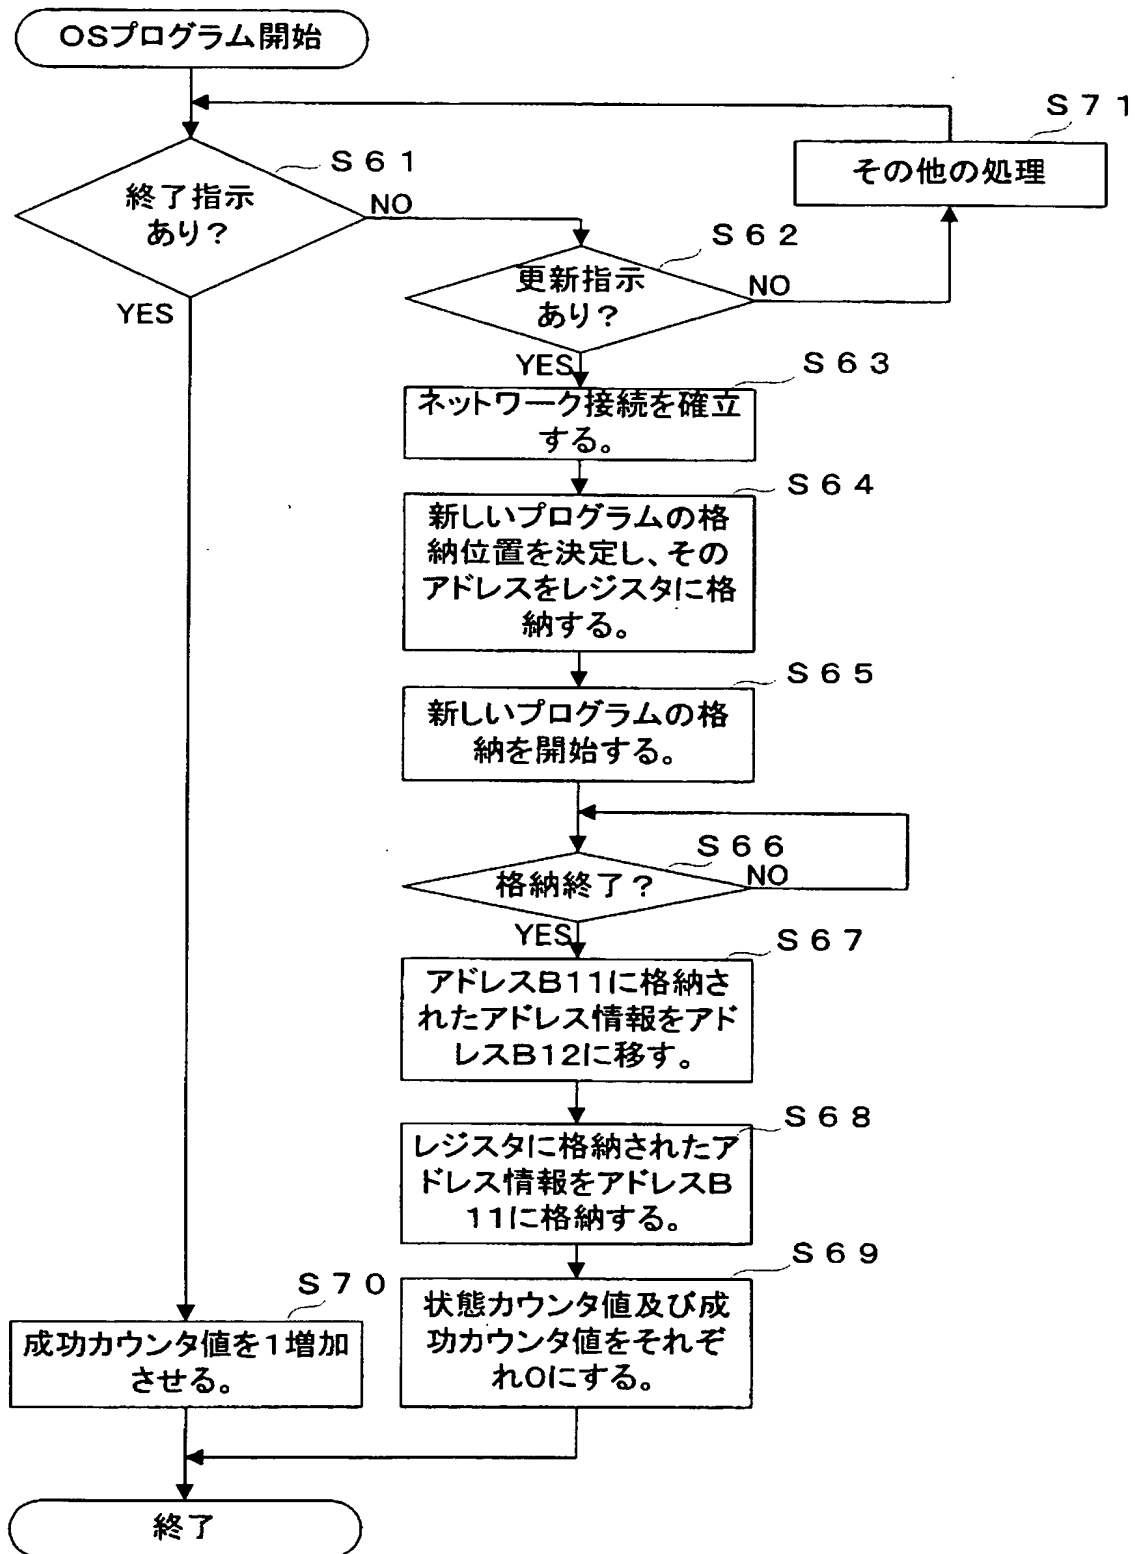 OSプログラム開始
S71
その他の処理
S61
終了指示
あり?
NO
YES
S62
更新指示
あり?
NO
YES
S63
ネットワーク接続を確立
する。
S64
新しいプログラムの格
納位置を決定し、その
アドレスをレジスタに格
納する。
S65
新しいプログラムの格
納を開始する。
S66
格納終了?
NO
YES
S67
アドレスB11に格納さ
れたアドレス情報をアド
レスB12に移す。
S68
レジスタに格納されたア
ドレス情報をアドレスB
11に格納する。
S69
状態カウンタ値及び成
功カウンタ値をそれぞ
れ0にする。
S70
成功カウンタ値を1増加
させる。
終了